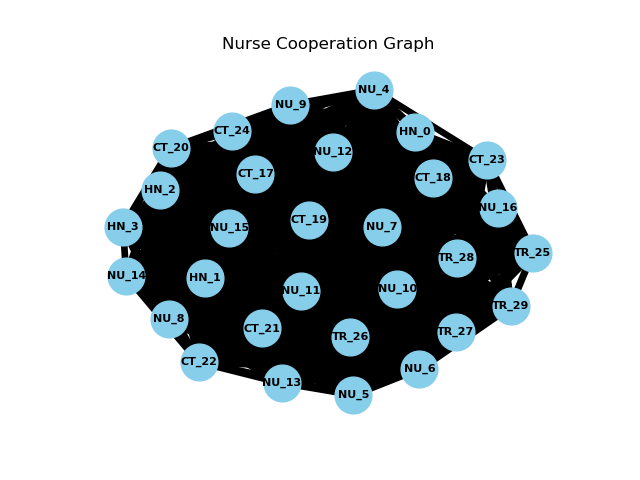 Nurse Cooperation Graph
NU_4
NU_9
CT_24
HN_0
CT_20
NU_12
CT_23
CT_17
CT_18
HN_2
NU_16
CT_19
HN_3
NU_15
NU_7
TR_25
TR_28
NU_14
HN_1
NU_11
NU_10
TR_29
NU_8
CT_21
TR_27
TR_26
CT_22
NU_6
NU_13
NU_5